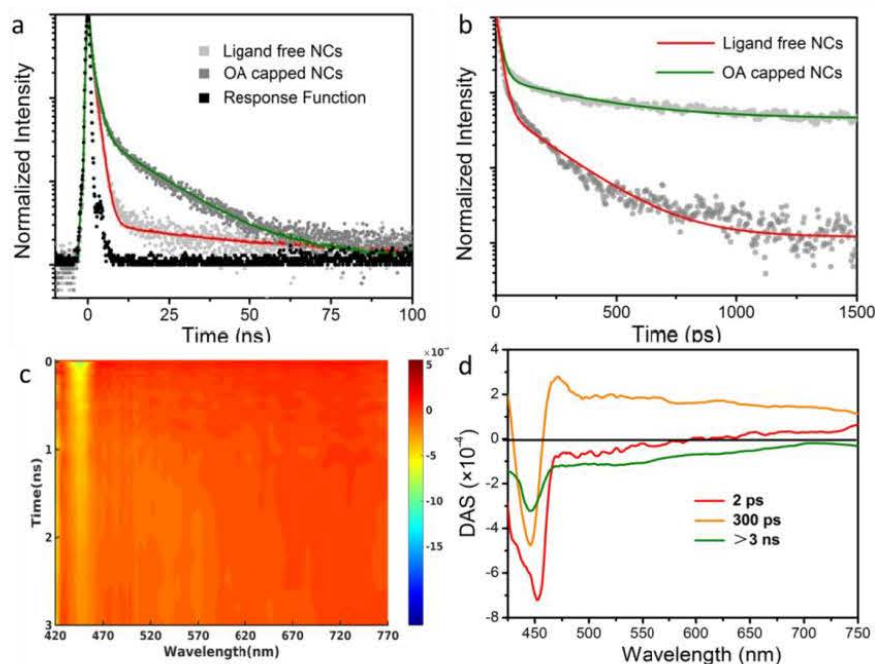 a
Normalized Intensity
Ligand free NCs
OA capped NCs
Response Function
0 25 50 75 100
Time (ns)
b
Normalized Intensity
Ligand free NCs
OA capped NCs
0 500 1000 1500
Time (ps)
c
Time(ns)
0
1
2
3
420 470 520 570 620 670 720 770
Wavelength(nm)
5
0
-5
-10
-15
d
DAS (×10⁻⁴)
4
2
0
-2
-4
-6
-8
2 ps
300 ps
>3 ns
450 500 550 600 650 700 750
Wavelength (nm)